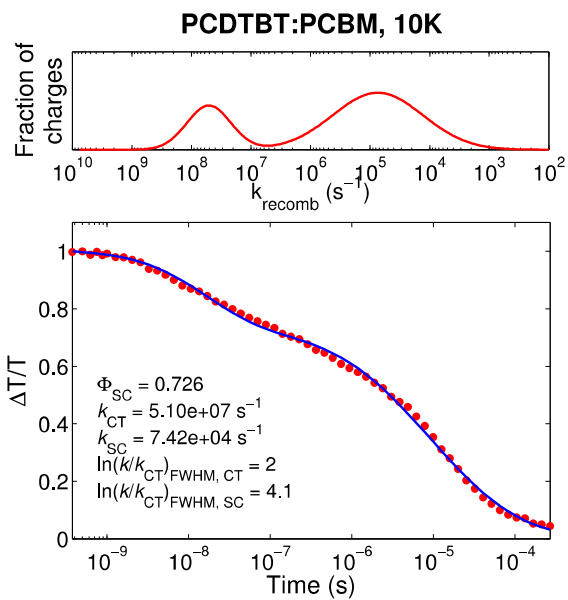 PCDTBT:PCBM, 10K
Fraction of
charges
10^10 10^9 10^8 10^7 10^6 10^5 10^4 10^3 10^2
k_recomb (s^-1)
1
0.8
0.6
0.4
0.2
0
ΔT/T
Φ_SC = 0.726
k_CT = 5.10e+07 s^-1
k_SC = 7.42e+04 s^-1
ln(k/k_CT)_FWHM, CT = 2
ln(k/k_CT)_FWHM, SC = 4.1
10^-9 10^-8 10^-7 10^-6 10^-5 10^-4
Time (s)